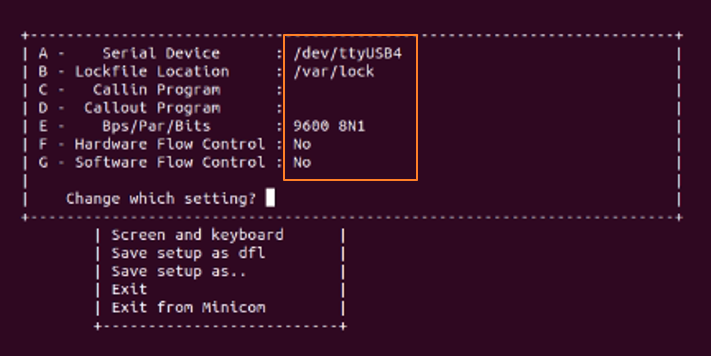 A - Serial Device : /dev/ttyUSB4
B - Lockfile Location : /var/lock
C - Callin Program :
D - Callout Program :
E - Bps/Par/Bits : 9600 8N1
F - Hardware Flow Control : No
G - Software Flow Control : No
Change which setting?
Screen and keyboard
Save setup as dfl
Save setup as..
Exit
Exit from Minicom